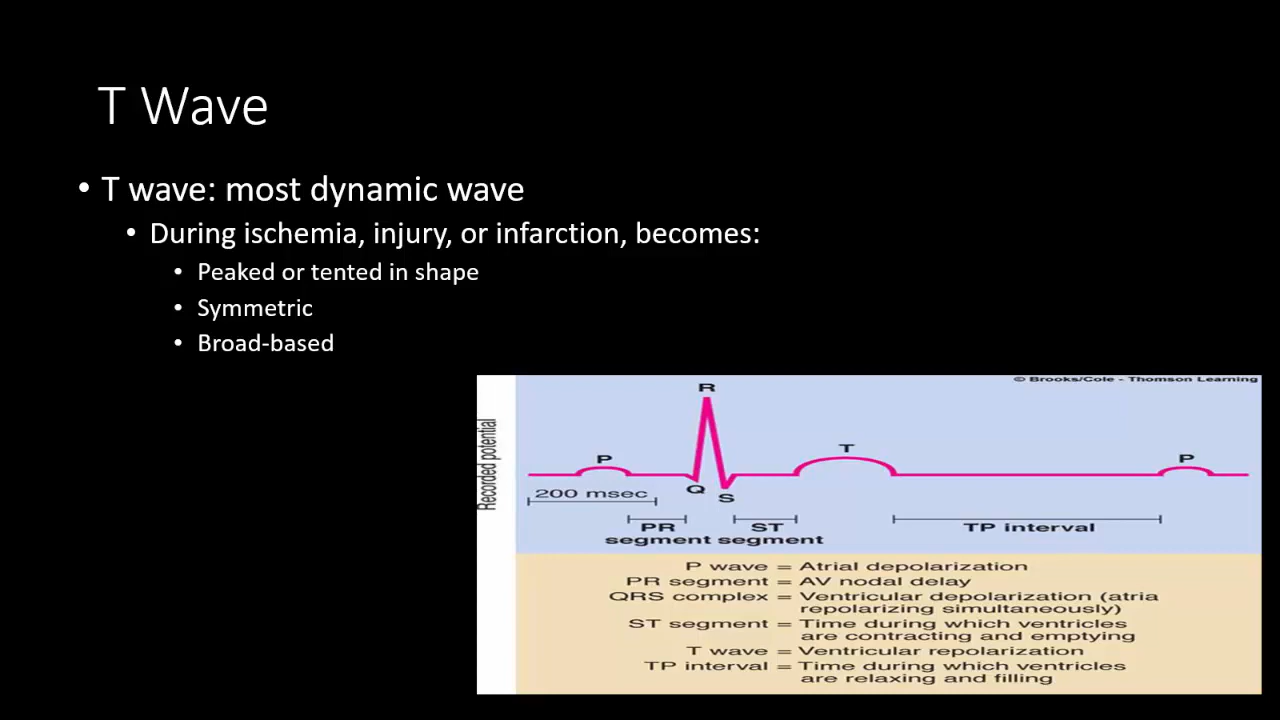 T Wave
• T wave: most dynamic wave
• During ischemia, injury, or infarction, becomes:
• Peaked or tented in shape
• Symmetric
• Broad-based
© Brooks/Cole - Thomson Learning
Recorded potential
R
P
T
P
Q
S
200 msec
PR segment
ST segment
TP interval
P wave = Atrial depolarization
PR segment = AV nodal delay
QRS complex = Ventricular depolarization (atria
repolarizing simultaneously)
ST segment = Time during which ventricles
are contracting and emptying
T wave = Ventricular repolarization
TP interval = Time during which ventricles
are relaxing and filling